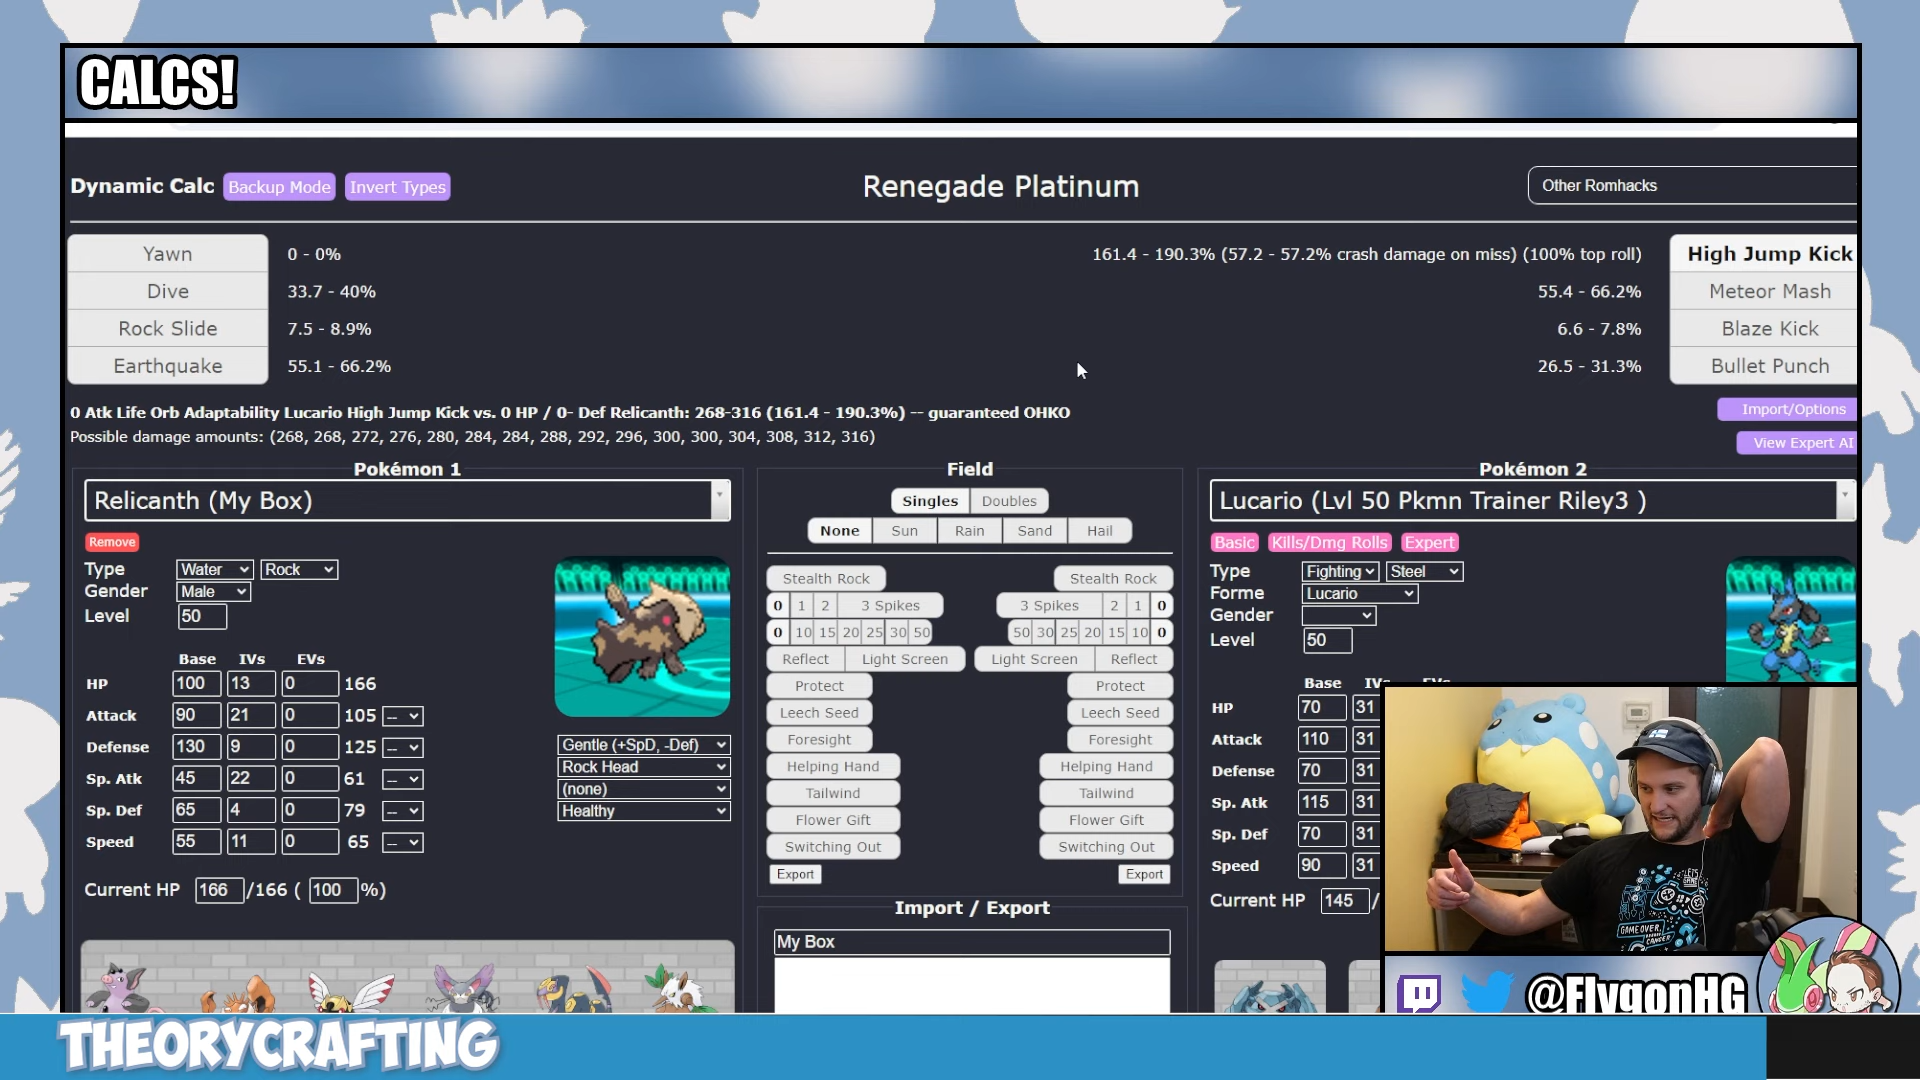 CALCS!
Dynamic Calc Backup Mode Invert Types Renegade Platinum Other Romhacks
Yawn 0 - 0% 161.4 - 190.3% (57.2 - 57.2% crash damage on miss) (100% top roll) High Jump Kick
Dive 33.7 - 40% 55.4 - 66.2% Meteor Mash
Rock Slide 7.5 - 8.9% 6.6 - 7.8% Blaze Kick
Earthquake 55.1 - 66.2% 26.5 - 31.3% Bullet Punch
0 Atk Life Orb Adaptability Lucario High Jump Kick vs. 0 HP / 0- Def Relicanth: 268-316 (161.4 - 190.3%) -- guaranteed OHKO
Import/Options
Possible damage amounts: (268, 268, 272, 276, 280, 284, 284, 288, 292, 296, 300, 300, 304, 308, 312, 316)
View Expert AI
Pokémon 1
Relicanth (My Box)
Remove
Type Water Rock
Gender Male
Level 50
Base IVs EVs
HP 100 13 0 166
Attack 90 21 0 105 --
Defense 130 9 0 125 --
Sp. Atk 45 22 0 61 --
Sp. Def 65 4 0 79 --
Speed 55 11 0 65 --
Gentle (+SpD, -Def)
Rock Head
(none)
Healthy
Current HP 166 /166 ( 100 %)
Field
Singles Doubles
None Sun Rain Sand Hail
Stealth Rock Stealth Rock
0 1 2 3 Spikes 3 Spikes 2 1 0
0 10 15 20 25 30 50 50 30 25 20 15 10 0
Reflect Light Screen Light Screen Reflect
Protect Protect
Leech Seed Leech Seed
Foresight Foresight
Helping Hand Helping Hand
Tailwind Tailwind
Flower Gift Flower Gift
Switching Out Switching Out
Export Export
Import / Export
My Box
Pokémon 2
Lucario (Lvl 50 Pkmn Trainer Riley3 )
Basic Kills/Dmg Rolls Expert
Type Fighting Steel
Forme Lucario
Gender
Level 50
Base
HP 70 31
Attack 110 31
Defense 70 31
Sp. Atk 115 31
Sp. Def 70 31
Speed 90 31
Current HP 145 /
LET'S
GAME
GAME OVER.
@FlygonHG
THEORYCRAFTING